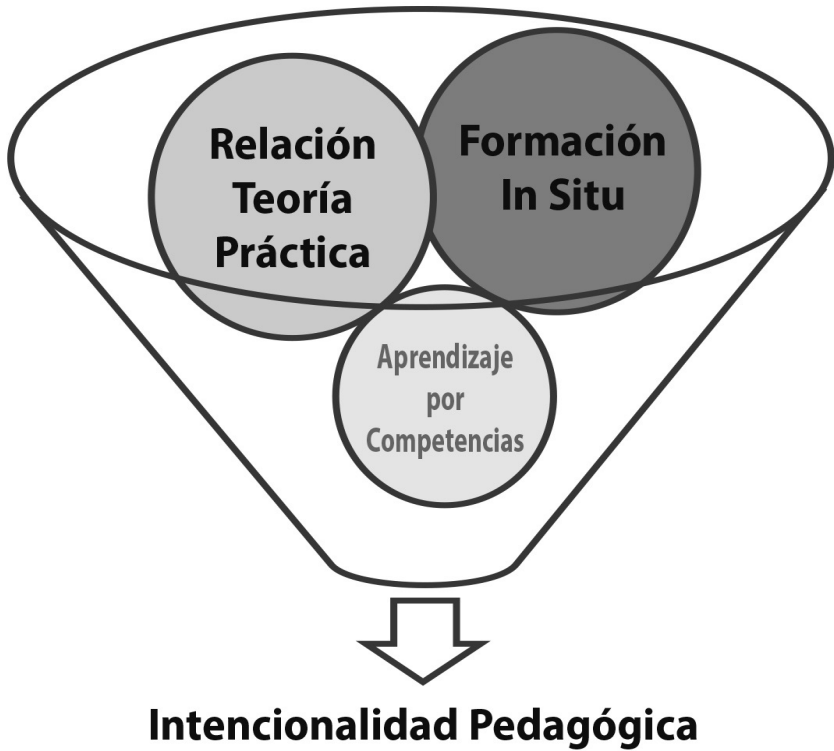 Relación
Teoría
Práctica
Formación
In Situ
Aprendizaje
por
Competencias
Intencionalidad Pedagógica